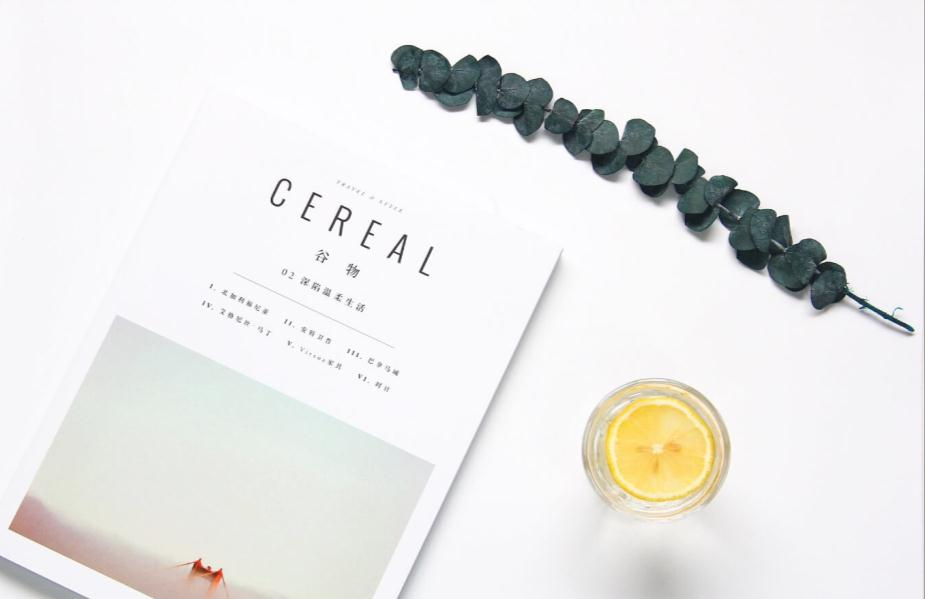 TRAVEL & STYLE
CEREAL
谷 物
02 深陷温柔生活
I. 北加利福尼亚 II. 安特卫普 III. 巴拿马城
IV. 艾格尼丝·马丁 V. Vitsoe家具 VI. 时计